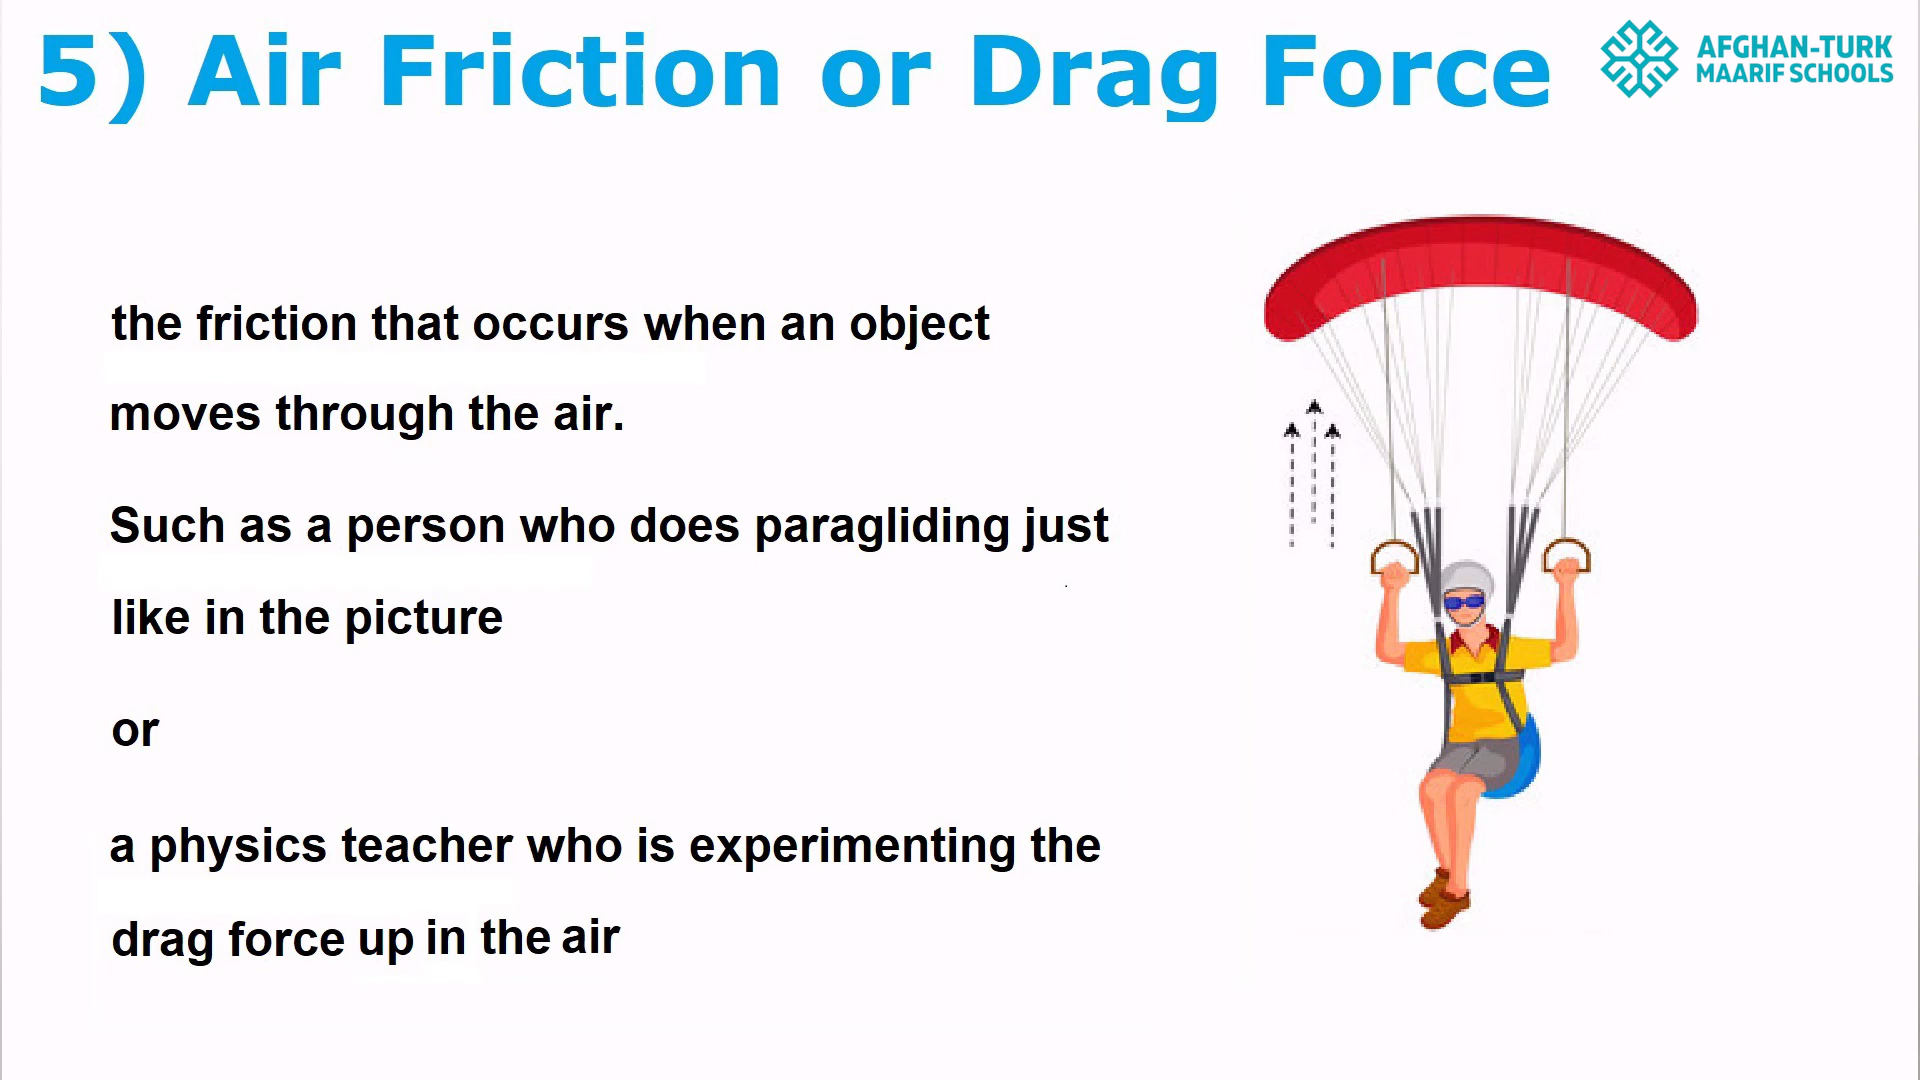 5) Air Friction or Drag Force
AFGHAN-TURK
MAARIF SCHOOLS
the friction that occurs when an object
moves through the air.
Such as a person who does paragliding just
like in the picture
or
a physics teacher who is experimenting the
drag force up in the air